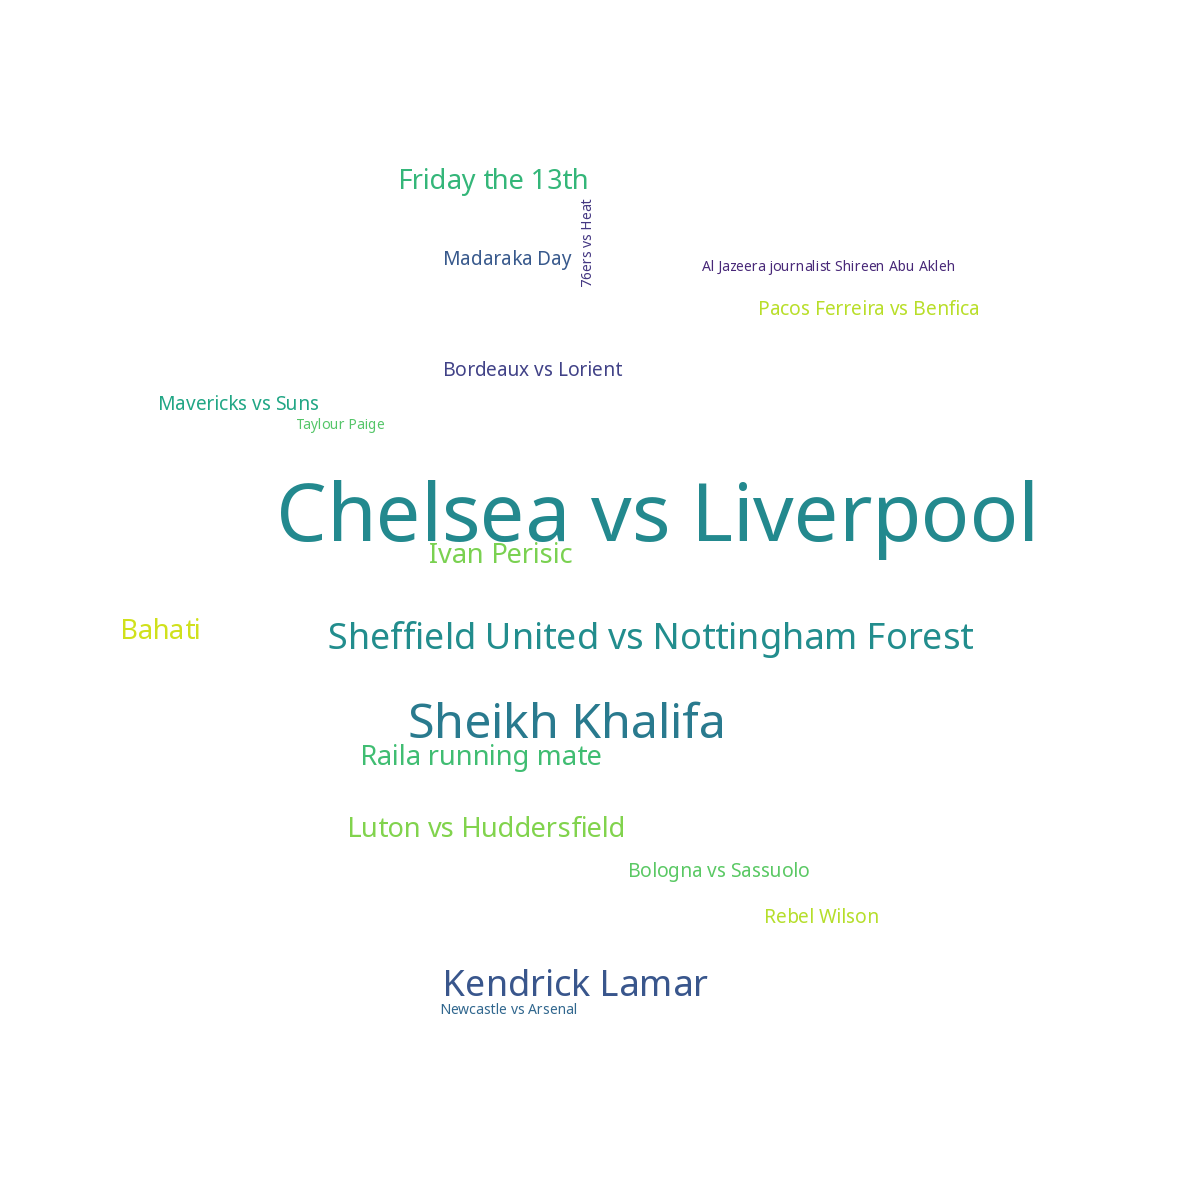 Friday the 13th
76ers vs Heat
Madaraka Day
Al Jazeera journalist Shireen Abu Akleh
Pacos Ferreira vs Benfica
Bordeaux vs Lorient
Mavericks vs Suns
Taylour Paige
Chelsea vs Liverpool
Ivan Perisic
Bahati
Sheffield United vs Nottingham Forest
Sheikh Khalifa
Raila running mate
Luton vs Huddersfield
Bologna vs Sassuolo
Rebel Wilson
Kendrick Lamar
Newcastle vs Arsenal